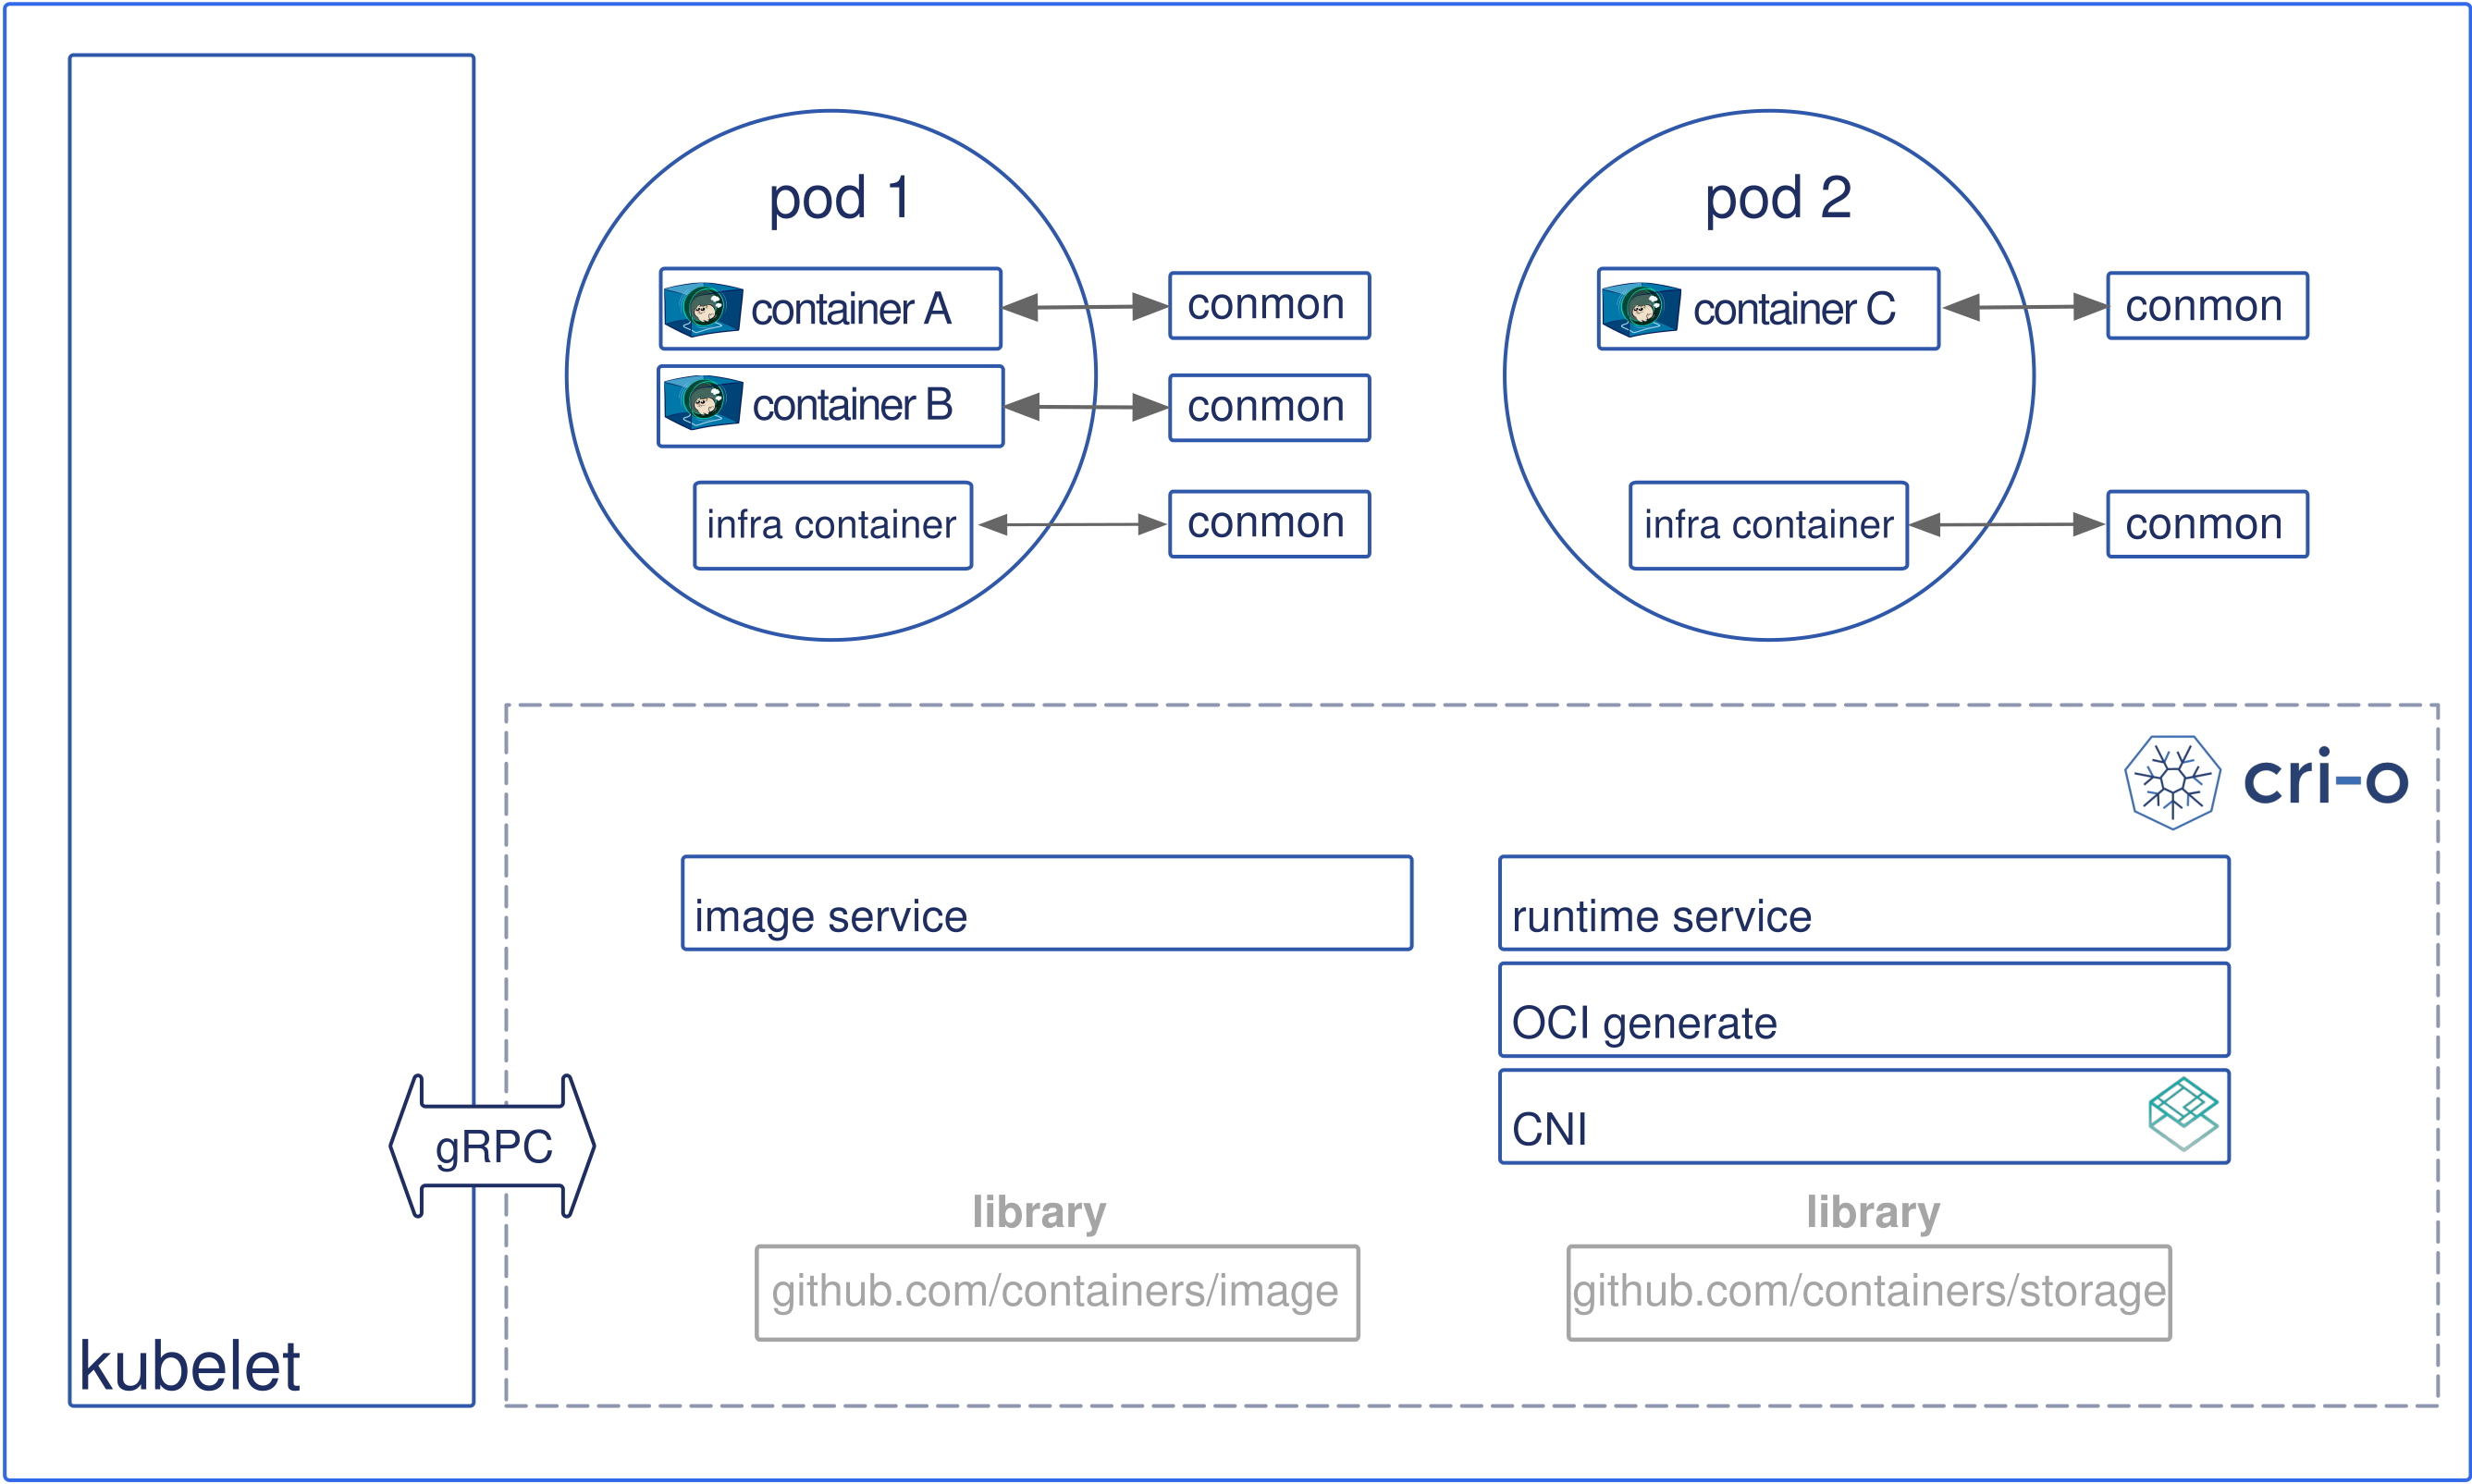 pod 1
container A
conmon
container B
conmon
infra container
conmon
pod 2
container C
conmon
infra container
conmon
cri-o
image service
runtime service
OCI generate
CNI
gRPC
library
github.com/containers/image
library
github.com/containers/storage
kubelet